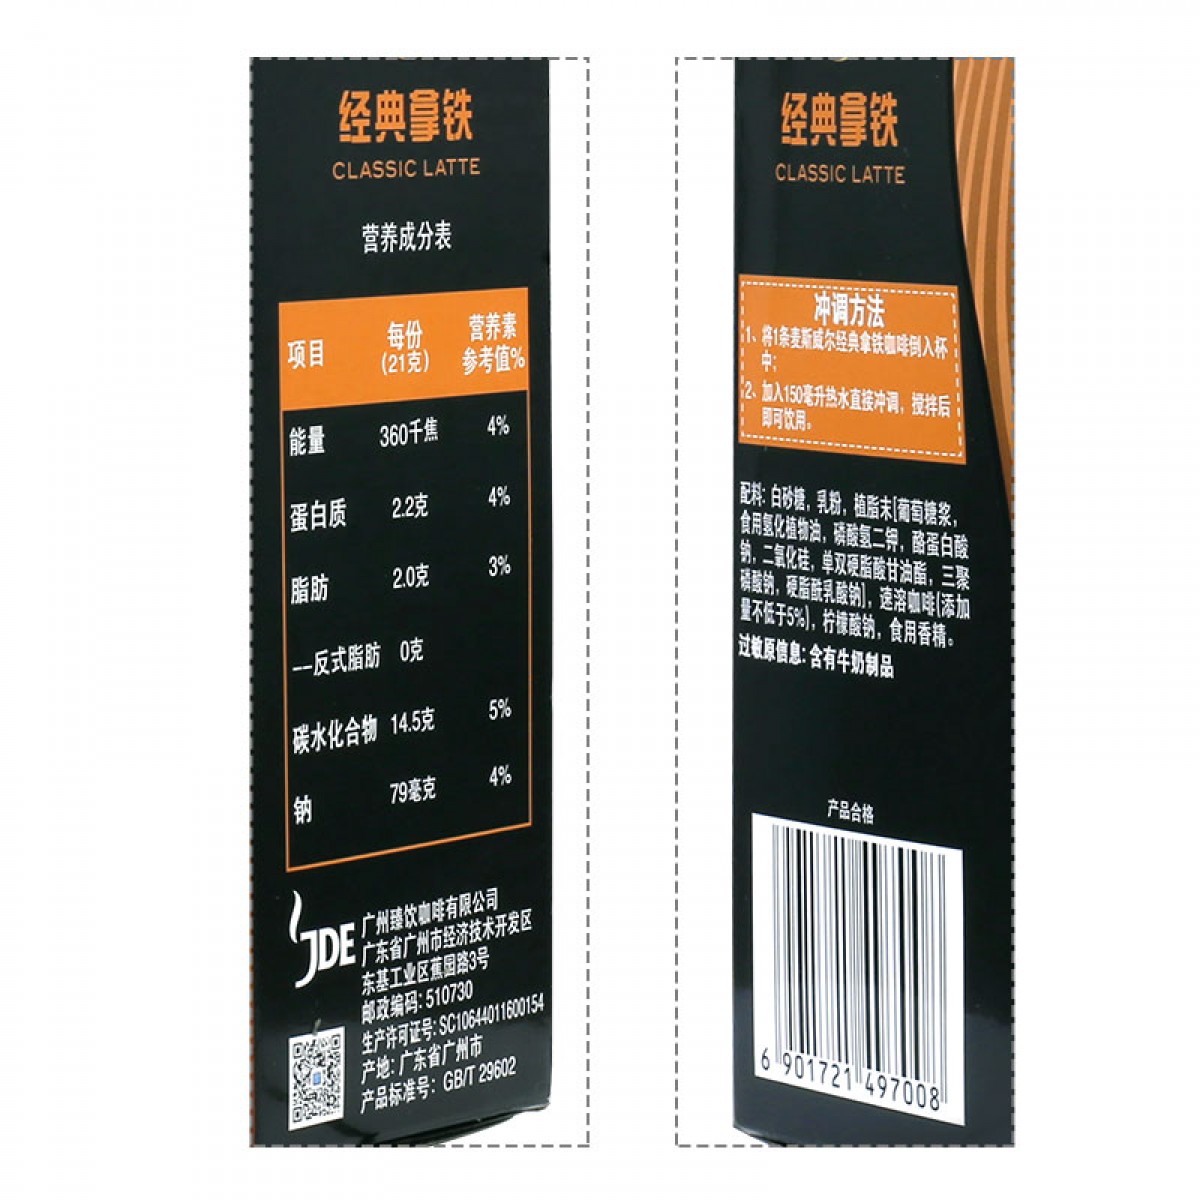 经典拿铁
CLASSIC LATTE
营养成分表
项目 每份(21克) 营养素参考值%
能量 360千焦 4%
蛋白质 2.2克 4%
脂肪 2.0克 3%
--反式脂肪 0克
碳水化合物 14.5克 5%
钠 79毫克 4%
JDE
广州臻饮咖啡有限公司
广东省广州市经济技术开发区
东基工业区蕉园路3号
邮政编码: 510730
生产许可证号: SC10644011600154
产地: 广东省广州市
产品标准号: GB/T 29602
经典拿铁
CLASSIC LATTE
冲调方法
1、将1条麦斯威尔经典拿铁咖啡倒入杯
中;
2、加入150毫升热水直接冲调，搅拌后
即可饮用。
配料: 白砂糖，乳粉，植脂末[葡萄糖浆，
食用氢化植物油，磷酸氢二钾，酪蛋白酸
钠，二氧化硅，单双硬脂酸甘油酯，三聚
磷酸钠，硬脂酰乳酸钠]，速溶咖啡(添加
量不低于5%)，柠檬酸钠，食用香精。
过敏原信息: 含有牛奶制品
产品合格
6 901721 497008